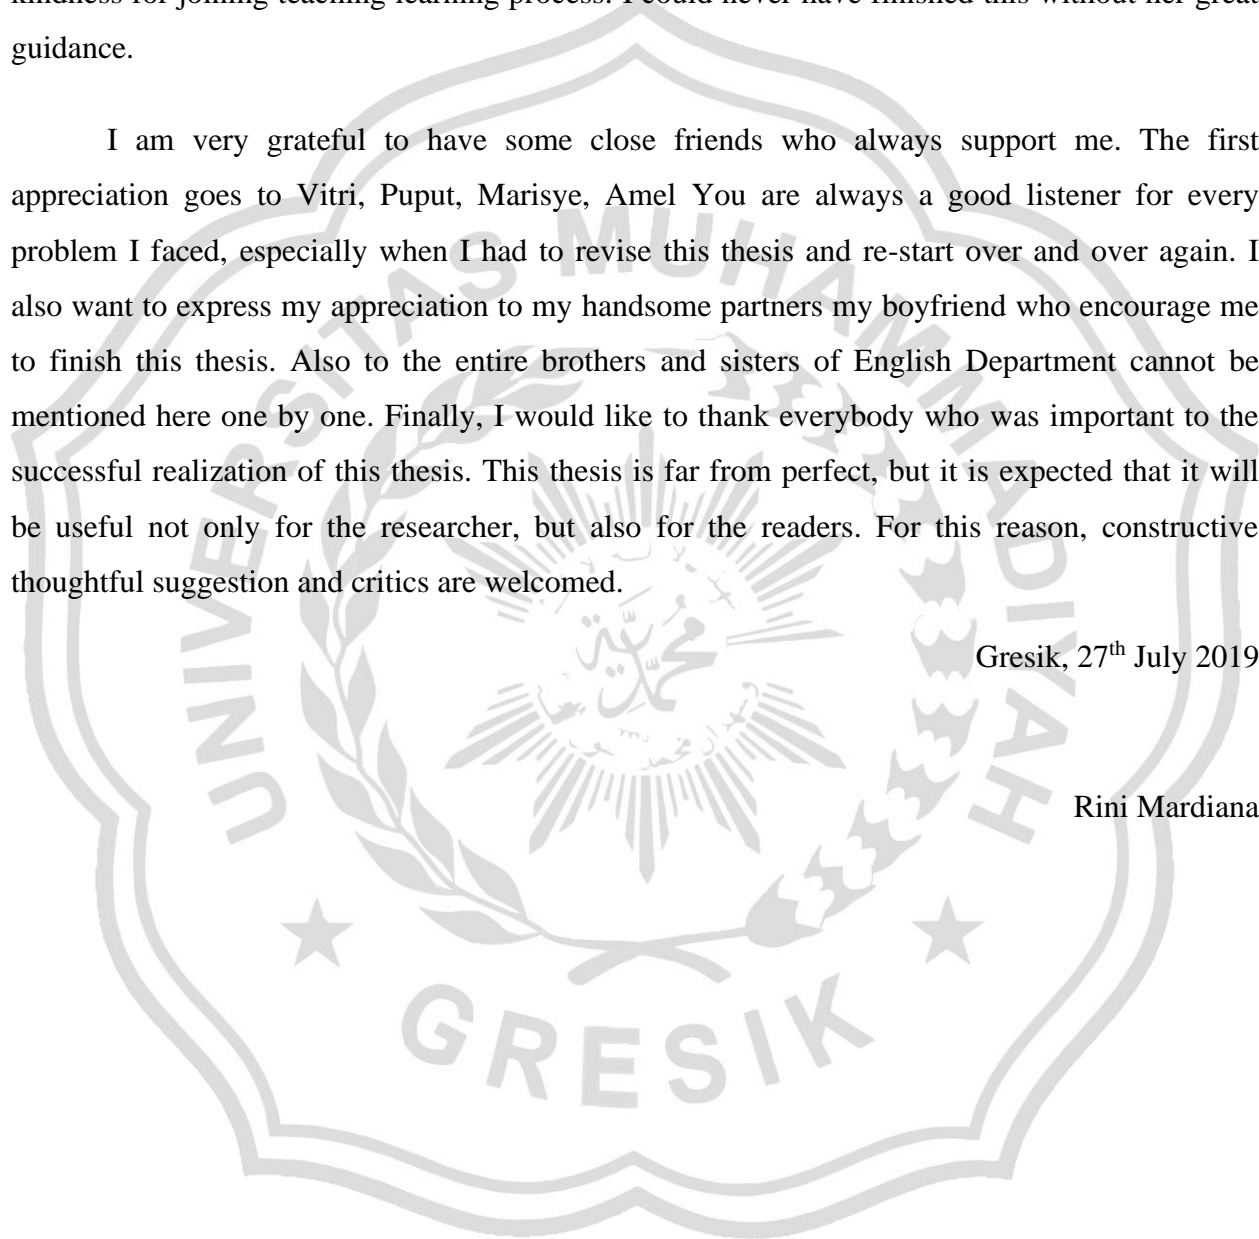 kindness for joining teaching learning process. I could never have finished this without her great
guidance.
I am very grateful to have some close friends who always support me. The first
appreciation goes to Vitri, Puput, Marisye, Amel You are always a good listener for every
problem I faced, especially when I had to revise this thesis and re-start over and over again. I
also want to express my appreciation to my handsome partners my boyfriend who encourage me
to finish this thesis. Also to the entire brothers and sisters of English Department cannot be
mentioned here one by one. Finally, I would like to thank everybody who was important to the
successful realization of this thesis. This thesis is far from perfect, but it is expected that it will
be useful not only for the researcher, but also for the readers. For this reason, constructive
thoughtful suggestion and critics are welcomed.
Gresik, 27th July 2019
Rini Mardiana
UNIVERSITAS MUHAMMADIYAH
محمدية
GRESIK